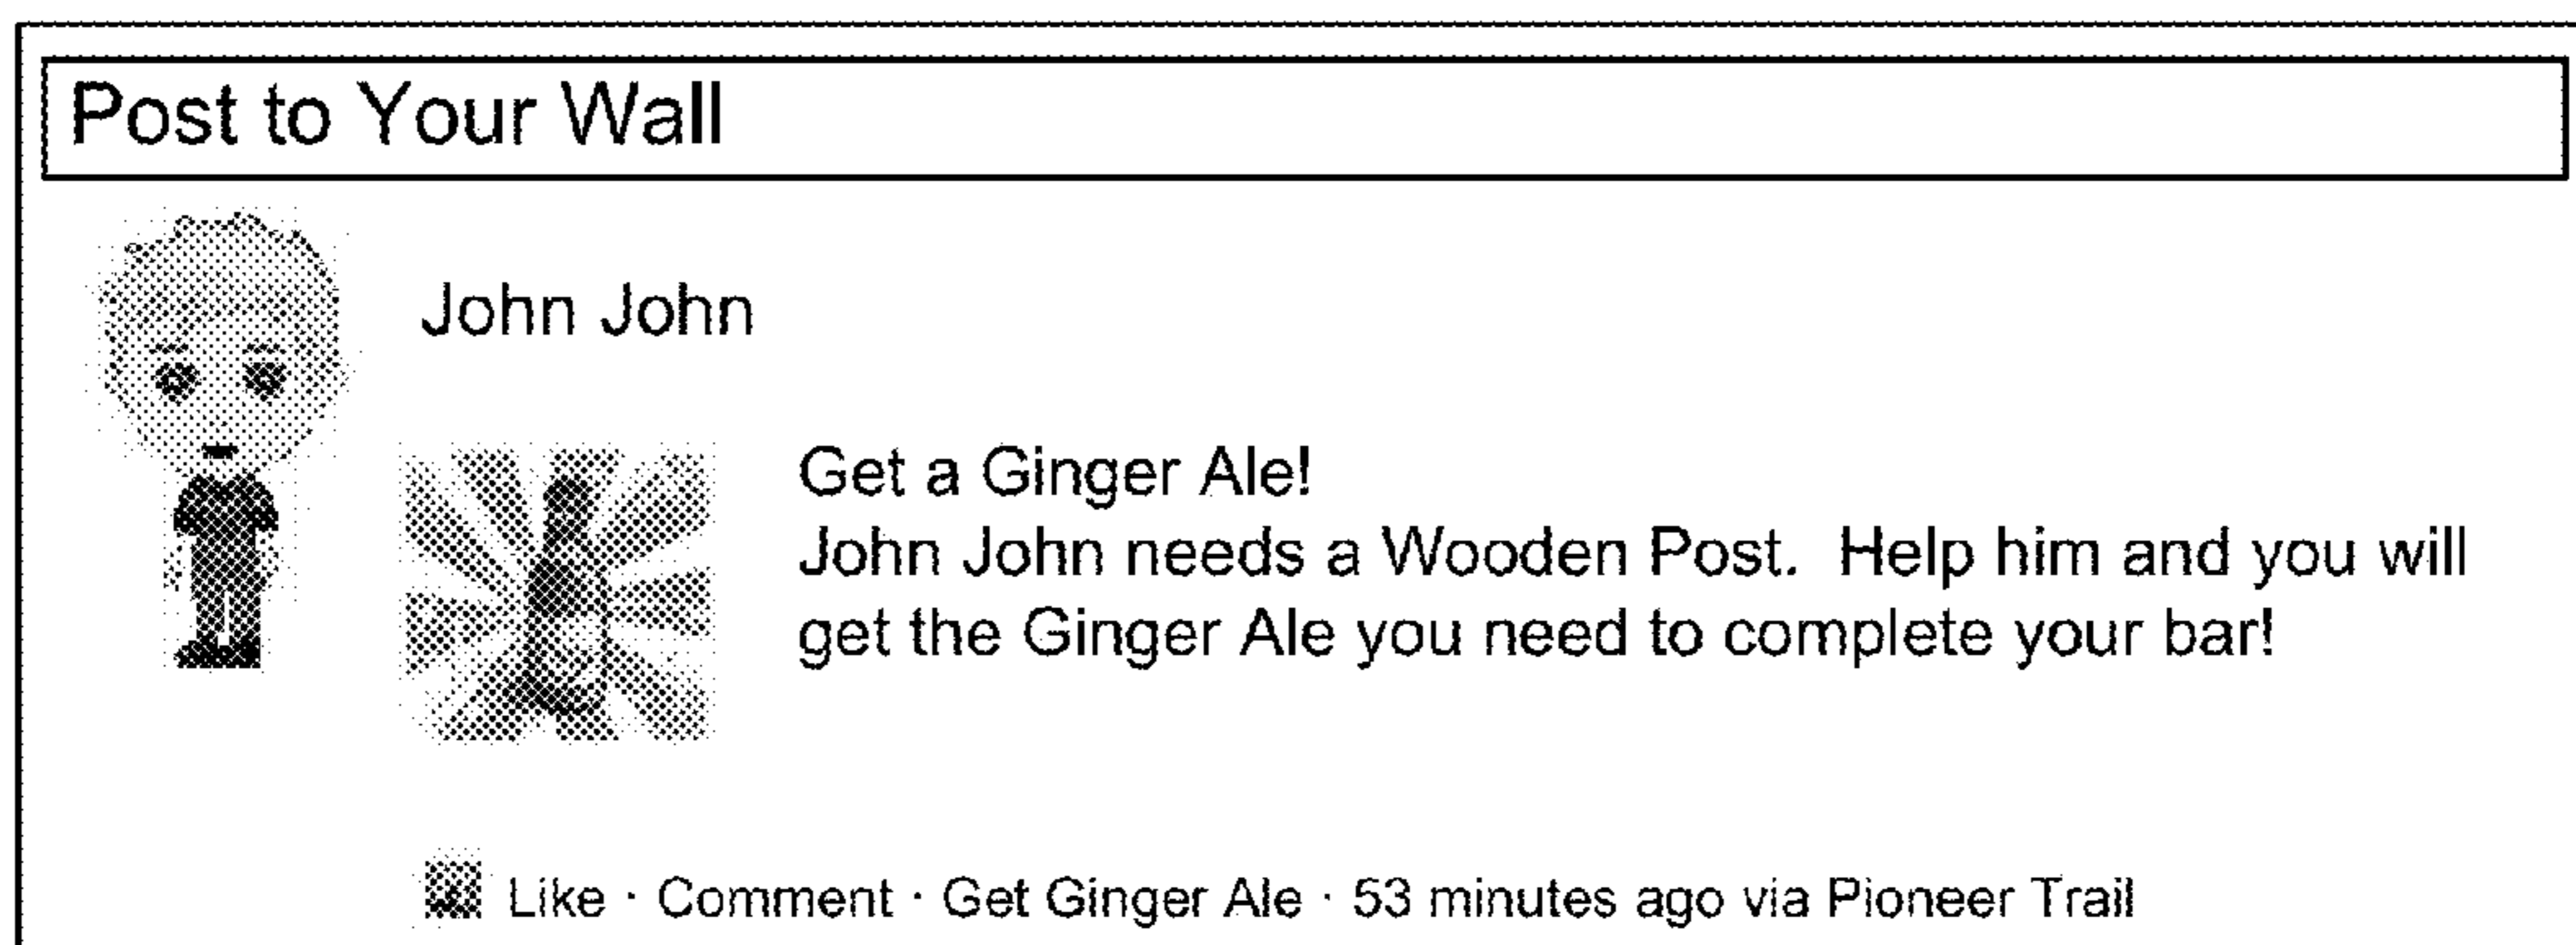 Post to Your Wall
John John
Get a Ginger Ale!
John John needs a Wooden Post. Help him and you will
get the Ginger Ale you need to complete your bar!
Like · Comment · Get Ginger Ale · 53 minutes ago via Pioneer Trail